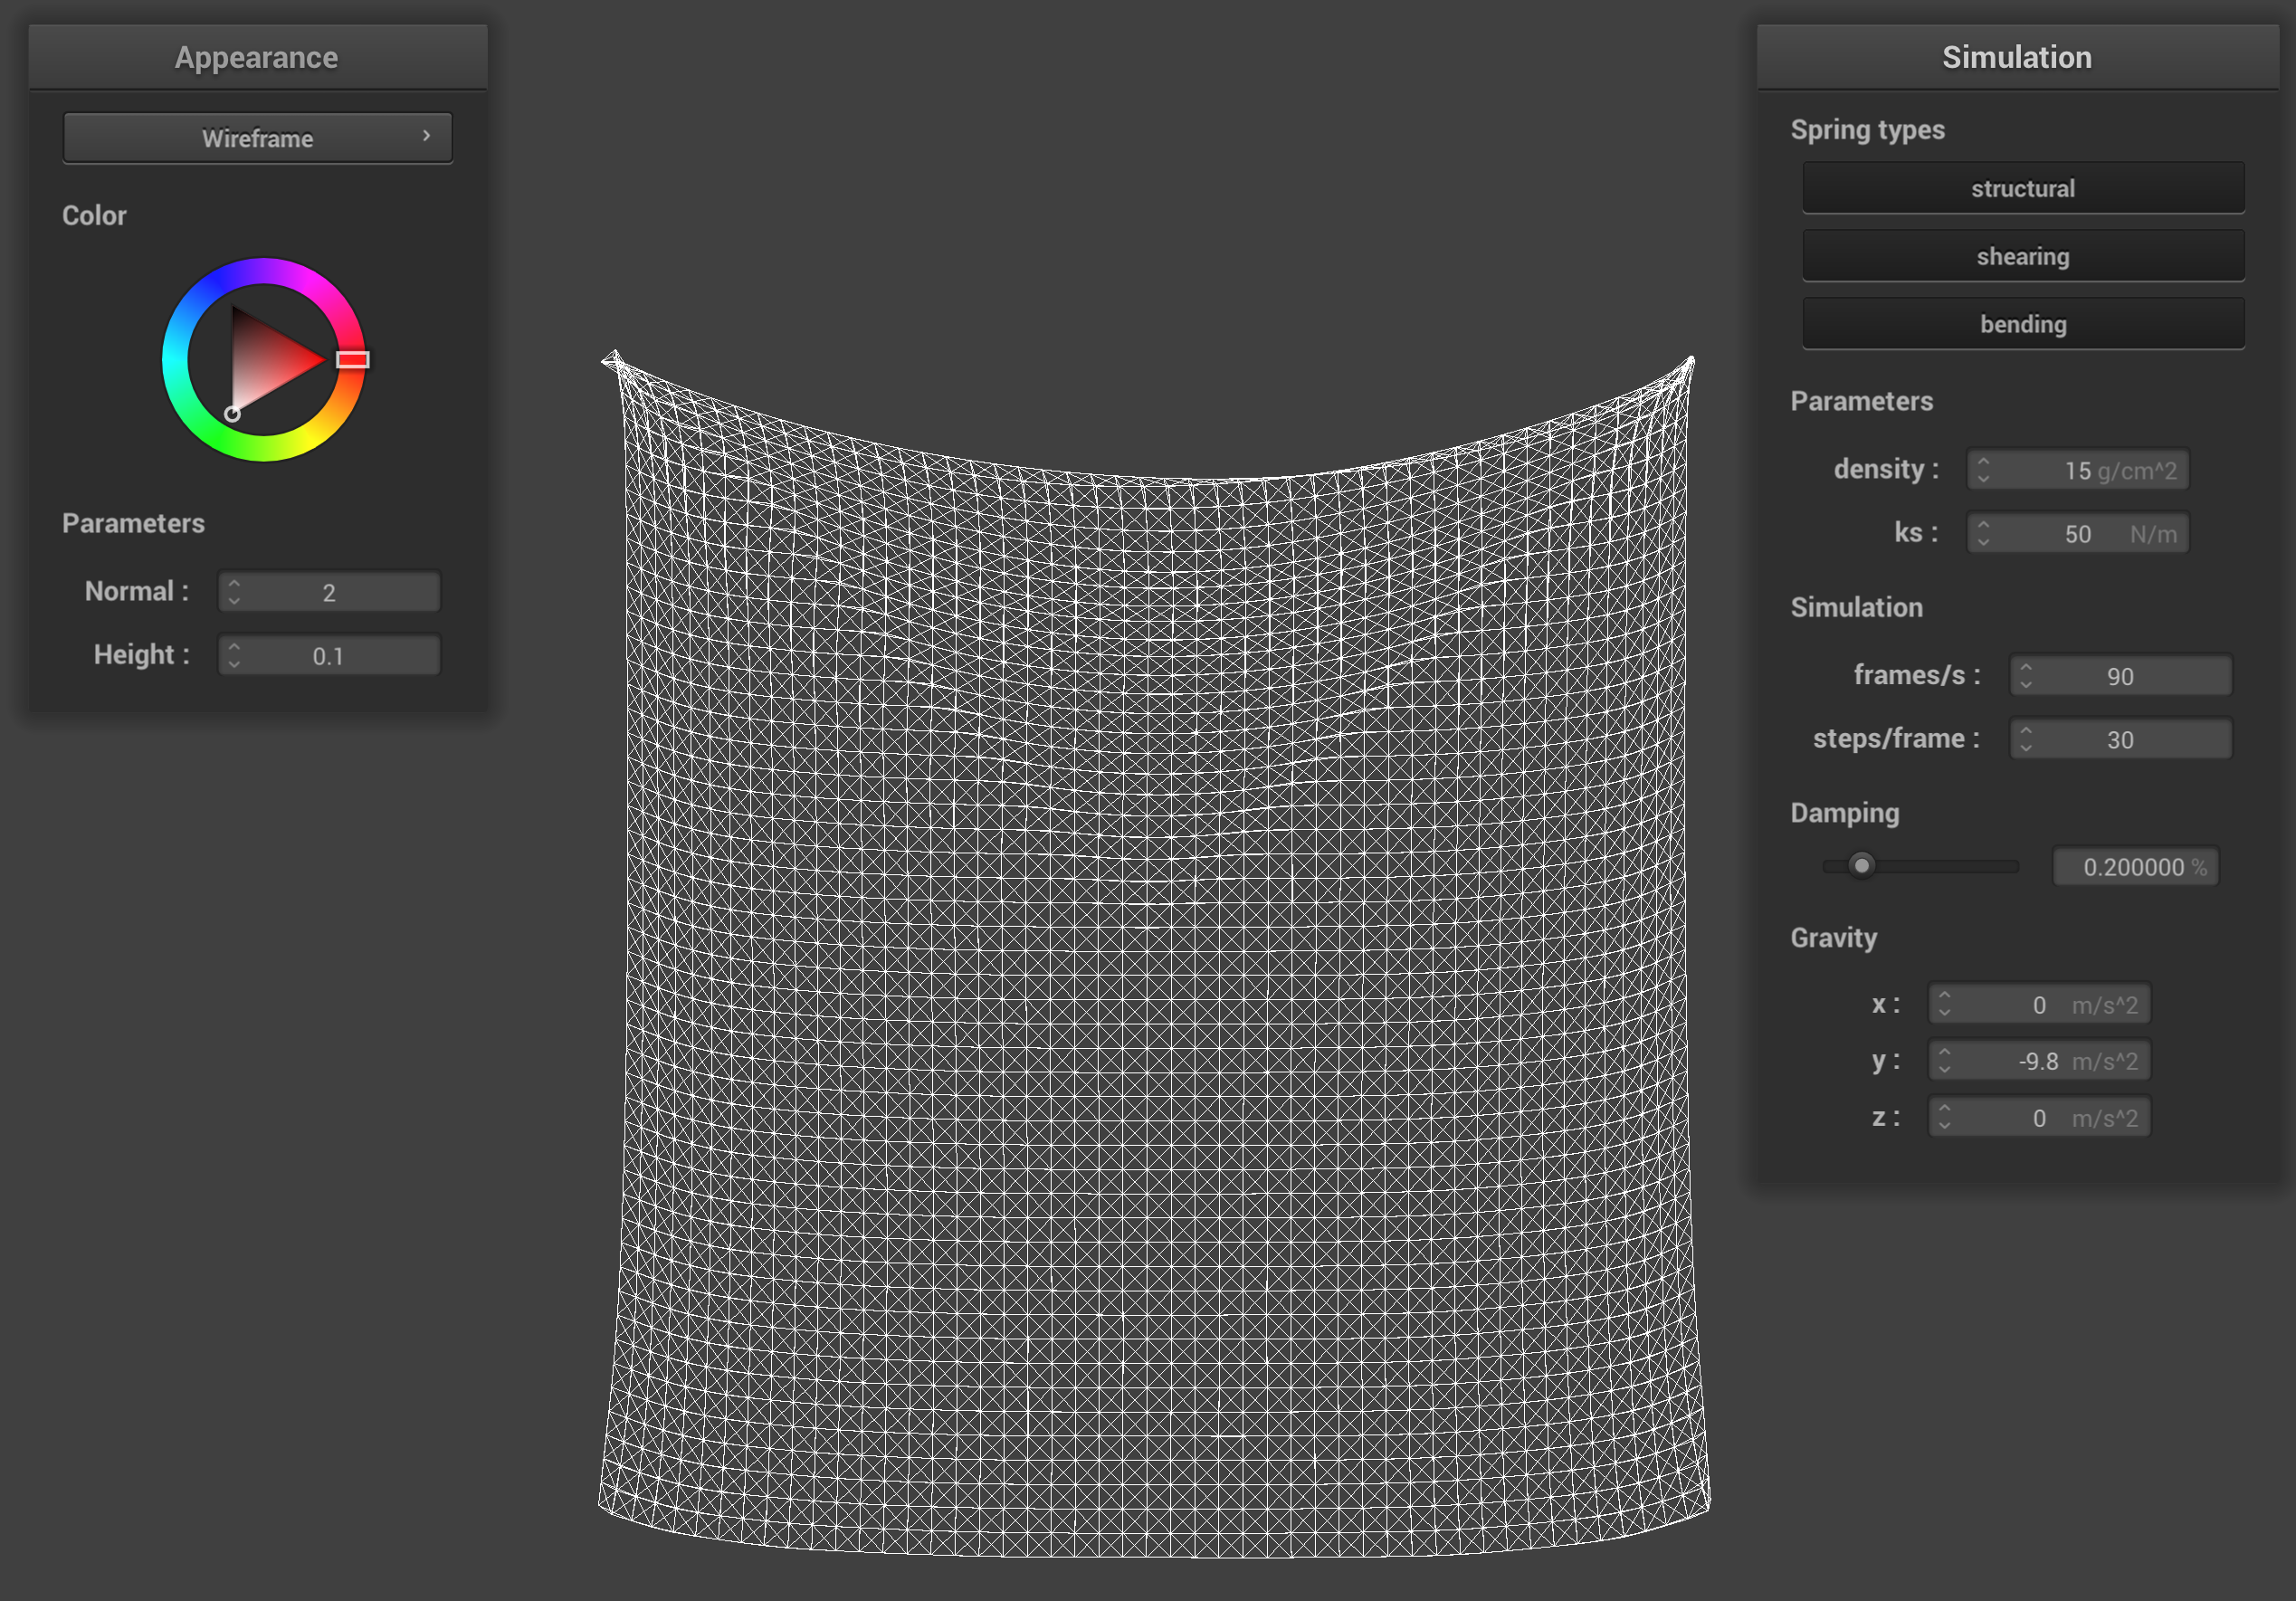 Appearance
Wireframe
Color
Parameters
Normal : 2
Height : 0.1
Simulation
Spring types
structural
shearing
bending
Parameters
density : 15 g/cm^2
ks : 50 N/m
Simulation
frames/s : 90
steps/frame : 30
Damping
0.200000 %
Gravity
x : 0 m/s^2
y : -9.8 m/s^2
z : 0 m/s^2